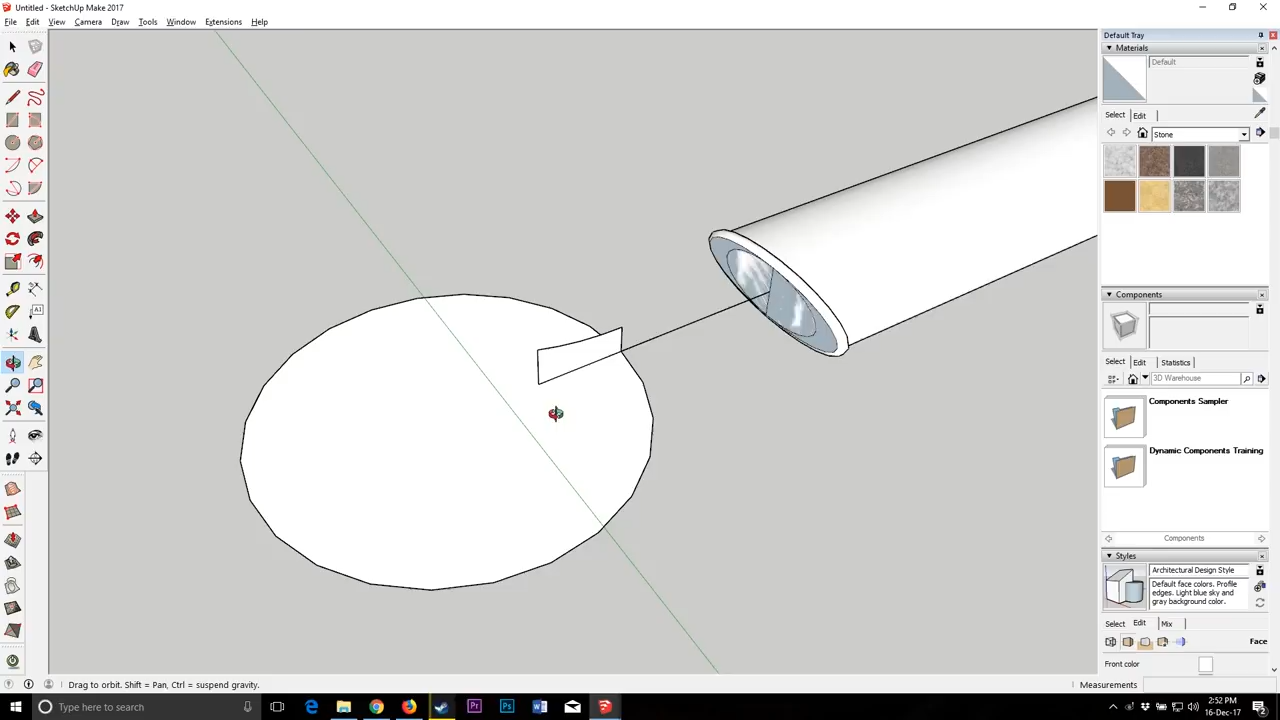 Untitled - SketchUp Make 2017
File Edit View Camera Draw Tools Window Extensions Help
Default Tray
Materials
Default
Select Edit
Stone
Components
Select Edit Statistics
3D Warehouse
Components Sampler
Dynamic Components Training
Components
Styles
Architectural Design Style
Default face colors. Profile
edges. Light blue sky and
gray background color.
Select Edit Mix
Face
Front color
Drag to orbit. Shift = Pan, Ctrl = suspend gravity.
Measurements
Type here to search
2:52 PM
16-Dec-17